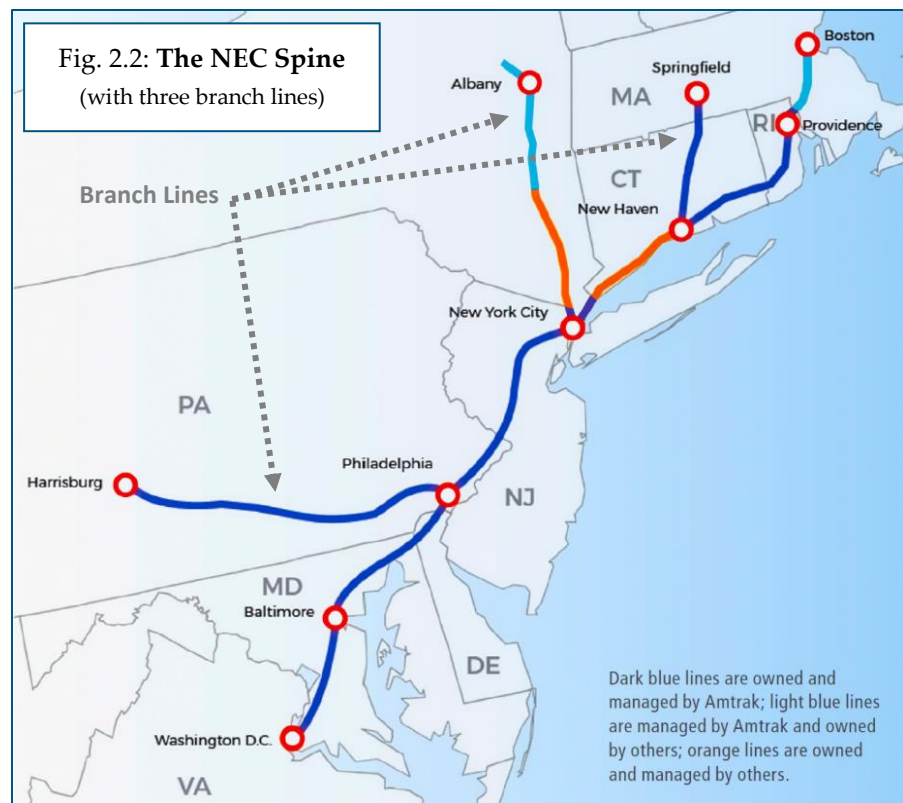 Fig. 2.2: The NEC Spine
(with three branch lines)
Boston
Springfield
Albany
MA
RI
Providence
Branch Lines
CT
New Haven
New York City
PA
Philadelphia
Harrisburg
NJ
MD
Baltimore
DE
Dark blue lines are owned and
managed by Amtrak; light blue lines
are managed by Amtrak and owned
by others; orange lines are owned
and managed by others.
Washington D.C.
VA